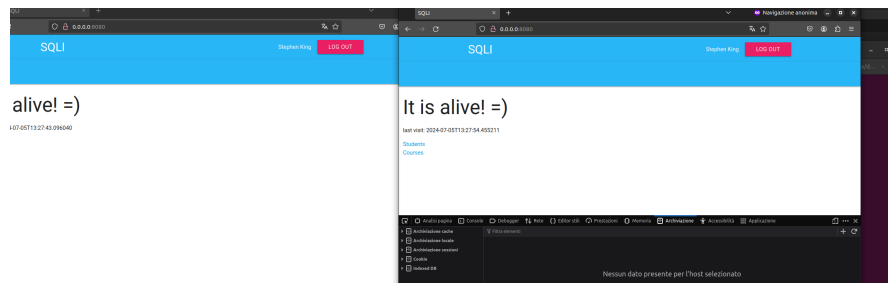 SQLI
0.0.0.0:8080
SQLI
Stephen King
LOG OUT
alive! =)
4-07-05T13:27:43.096040
SQLI
Navigazione anonima
0.0.0.0:8080
SQLI
Stephen King
LOG OUT
It is alive! =)
last visit: 2024-07-05T13:27:54.455211
Students
Courses
Analisi pagina Console Debugger Rete Editor stili Prestazioni Memoria Archiviazione Accessibilità Applicazione
Archiviazione cache
Filtra elementi
Archiviazione locale
Archiviazione sessioni
Cookie
Indexed DB
Nessun dato presente per l'host selezionato